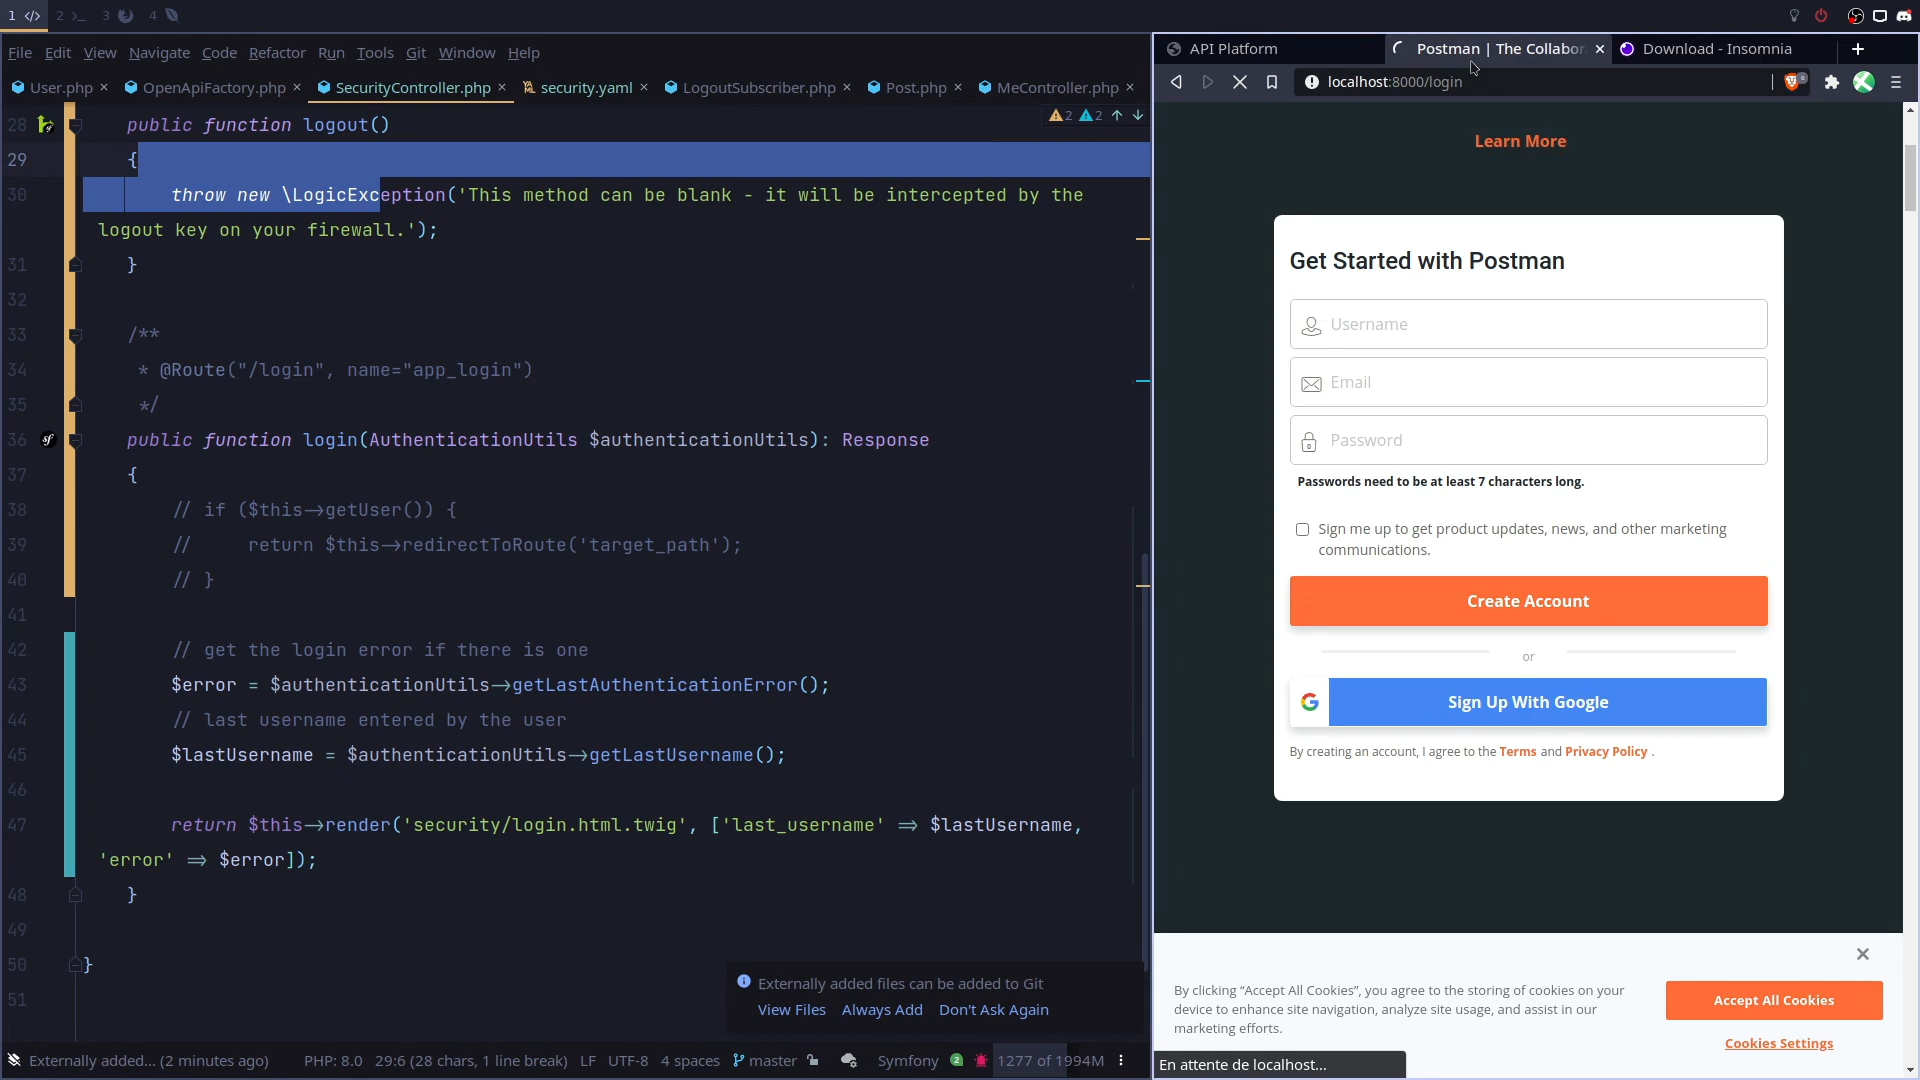 1 </> 2 >_ 3 4
File Edit View Navigate Code Refactor Run Tools Git Window Help
User.php × OpenApiFactory.php × SecurityController.php × security.yaml × LogoutSubscriber.php × Post.php × MeController.php ×
28 public function logout()
2 2
29 {
30 throw new \LogicException('This method can be blank - it will be intercepted by the
logout key on your firewall.');
31 }
32
33 /**
34 * @Route("/login", name="app_login")
35 */
36 public function login(AuthenticationUtils $authenticationUtils): Response
37 {
38 // if ($this->getUser()) {
39 // return $this->redirectToRoute('target_path');
40 // }
41
42 // get the login error if there is one
43 $error = $authenticationUtils->getLastAuthenticationError();
44 // last username entered by the user
45 $lastUsername = $authenticationUtils->getLastUsername();
46
47 return $this->render('security/login.html.twig', ['last_username' => $lastUsername,
'error' => $error]);
48 }
49
50 }
51
Externally added files can be added to Git
View Files Always Add Don't Ask Again
Externally added... (2 minutes ago) PHP: 8.0 29:6 (28 chars, 1 line break) LF UTF-8 4 spaces master Symfony 2 1277 of 1994M
API Platform Postman | The Collabor × Download - Insomnia +
localhost:8000/login
Learn More
Get Started with Postman
Username
Email
Password
Passwords need to be at least 7 characters long.
Sign me up to get product updates, news, and other marketing
communications.
Create Account
or
G Sign Up With Google
By creating an account, I agree to the Terms and Privacy Policy .
By clicking “Accept All Cookies”, you agree to the storing of cookies on your
device to enhance site navigation, analyze site usage, and assist in our
marketing efforts.
Accept All Cookies
Cookies Settings
En attente de localhost...